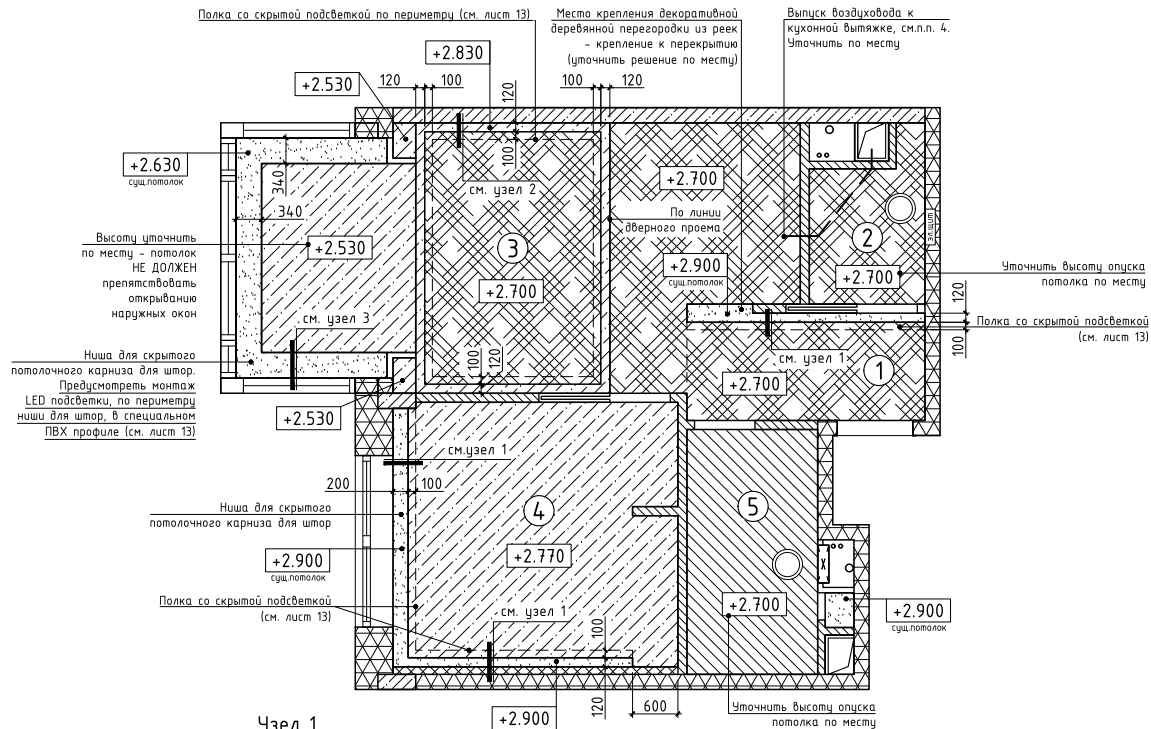 Полка со скрытой подсветкой по периметру (см. лист 13)
Место крепления декоративной
деревянной перегородки из реек
– крепление к перекрытию
(уточнить решение по месту)
Выпуск воздуховода к
кухонной вытяжке, см.п.п. 4.
Уточнить по месту
+2.830
+2.530
120
100
100
120
120
100
+2.630
сущ.потолок
340
340
см. узел 2
+2.700
По линии
дверного проема
эл.щит
Высоту уточнить
по месту – потолок
НЕ ДОЛЖЕН
препятствовать
открыванию
наружных окон
+2.530
3
+2.700
+2.900
сущ.потолок
2
+2.700
Уточнить высоту опуска
потолка по месту
120
100
Полка со скрытой подсветкой
(см. лист 13)
см. узел 3
см. узел 1
100
120
+2.700
1
Ниша для скрытого
потолочного карниза для штор.
Предусмотреть монтаж
LED подсветки, по периметру
ниши для штор, в специальном
ПВХ профиле (см. лист 13)
+2.530
см.узел 1
200
100
4
5
Ниша для скрытого
потолочного карниза для штор
+2.900
сущ.потолок
+2.770
Полка со скрытой подсветкой
(см. лист 13)
см. узел 1
+2.700
+2.900
сущ.потолок
100
120
600
+2.900
Уточнить высоту опуска
потолка по месту
Узел 1